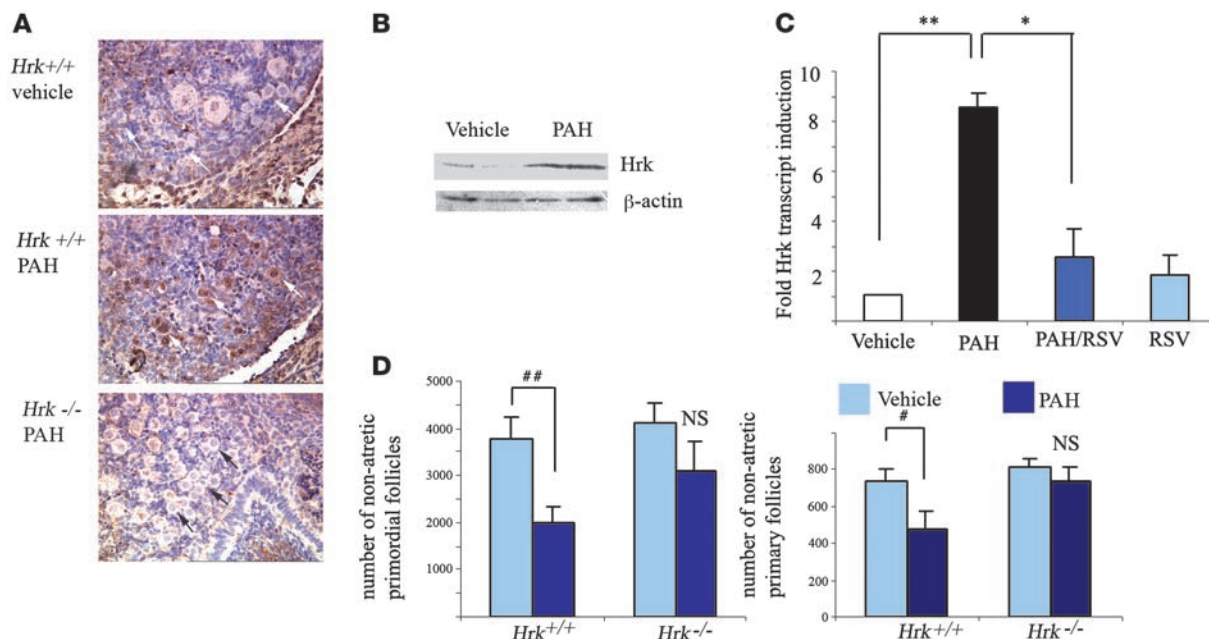 A
Hrk+/+
vehicle
Hrk +/+
PAH
Hrk -/-
PAH
B
Vehicle PAH
Hrk
β-actin
C
** *
Fold Hrk transcript induction
10
8
6
4
2
Vehicle PAH PAH/RSV RSV
D
number of non-atretic
primordial follicles
5000
4000
3000
2000
1000
##
NS
Hrk+/+ Hrk-/-
Vehicle PAH
number of non-atretic
primary follicles
800
600
400
200
0
#
NS
Hrk+/+ Hrk-/-